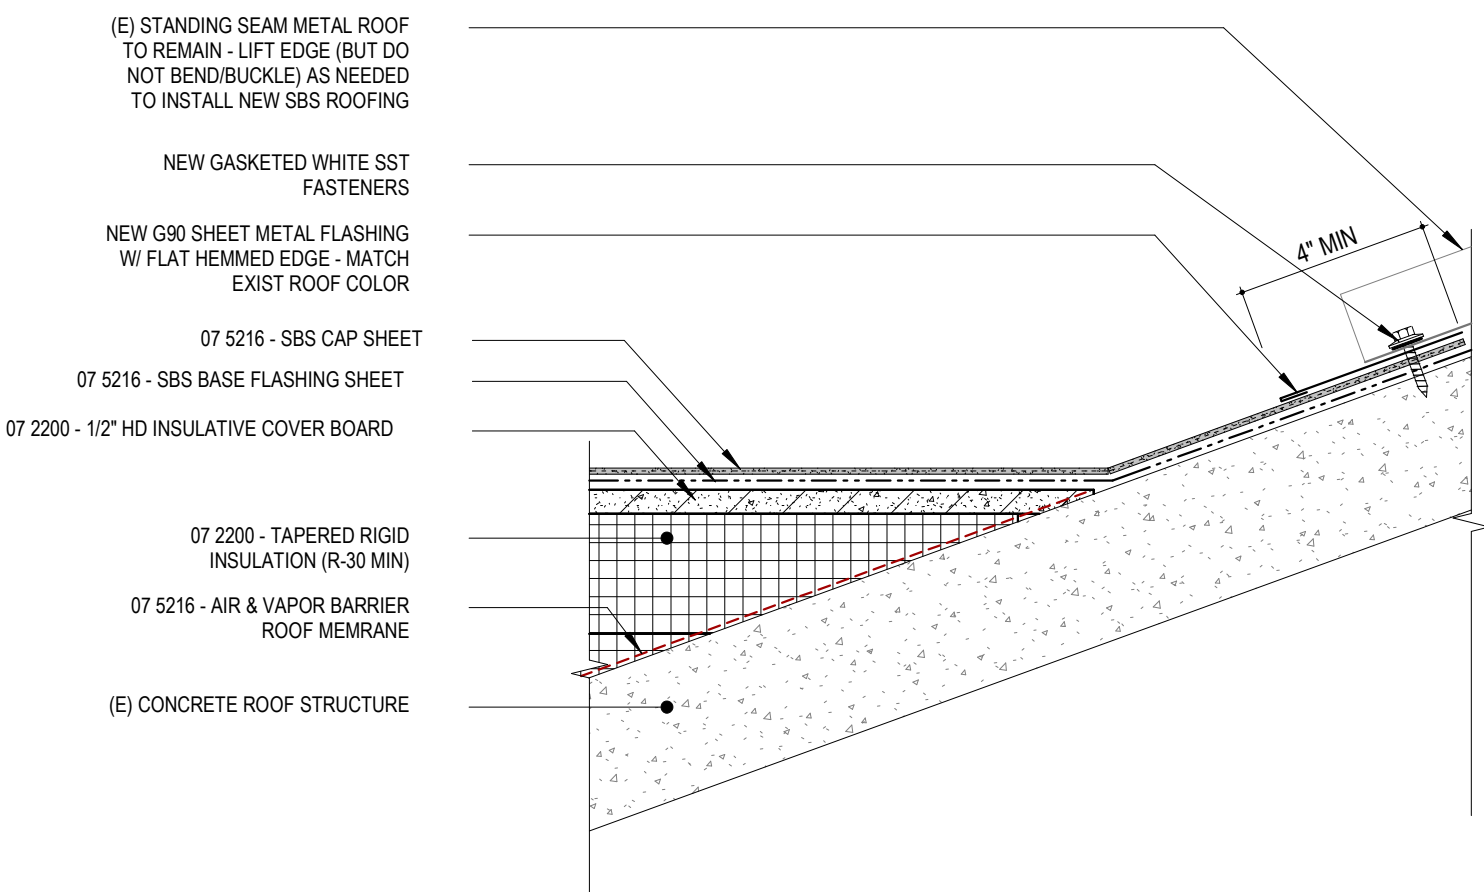 (E) STANDING SEAM METAL ROOF
TO REMAIN - LIFT EDGE (BUT DO
NOT BEND/BUCKLE) AS NEEDED
TO INSTALL NEW SBS ROOFING
NEW GASKETED WHITE SST
FASTENERS
NEW G90 SHEET METAL FLASHING
W/ FLAT HEMMED EDGE - MATCH
EXIST ROOF COLOR
4" MIN
07 5216 - SBS CAP SHEET
07 5216 - SBS BASE FLASHING SHEET
07 2200 - 1/2" HD INSULATIVE COVER BOARD
07 2200 - TAPERED RIGID
INSULATION (R-30 MIN)
07 5216 - AIR & VAPOR BARRIER
ROOF MEMRANE
(E) CONCRETE ROOF STRUCTURE